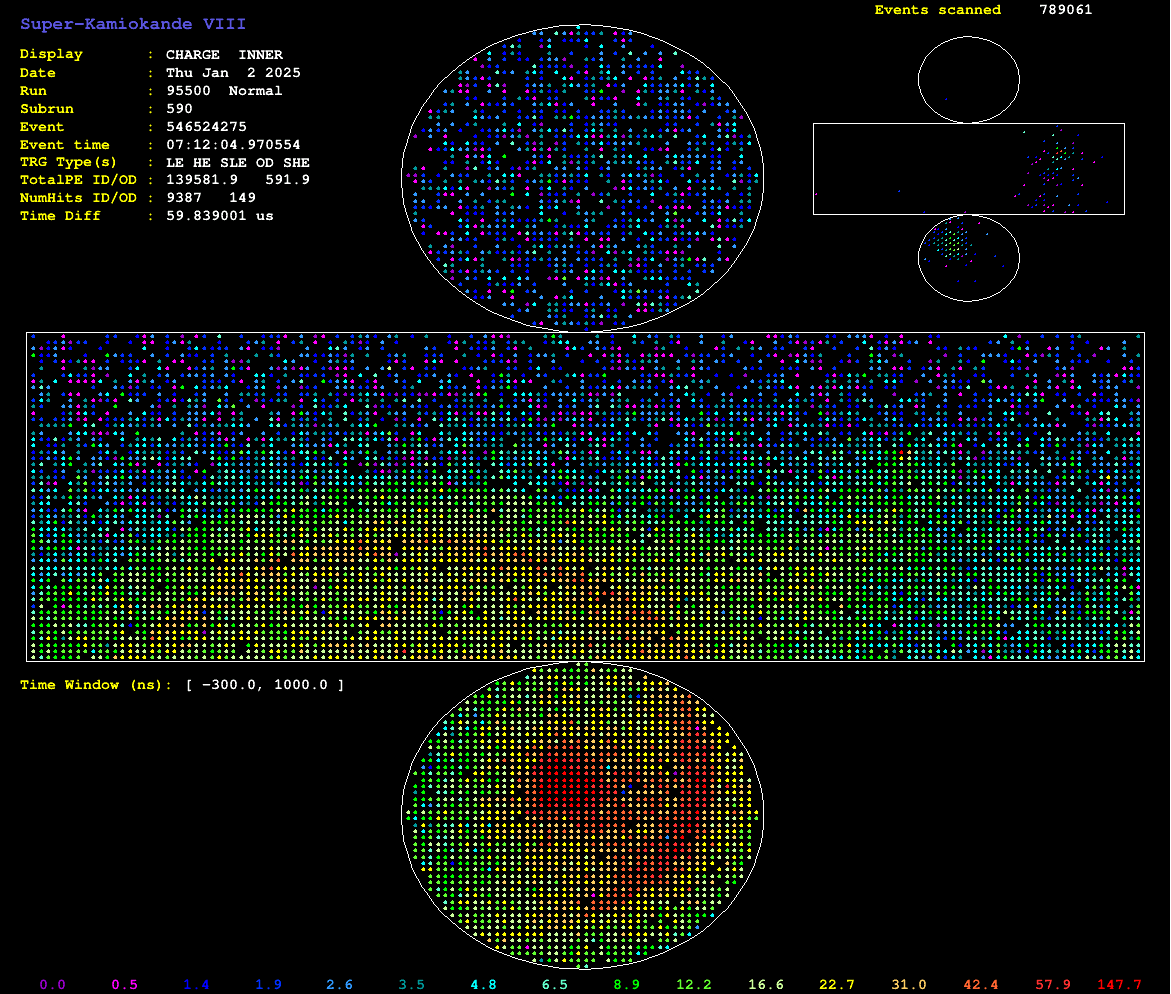 Super-Kamiokande VIII
Events scanned 789061
Display : CHARGE INNER
Date : Thu Jan 2 2025
Run : 95500 Normal
Subrun : 590
Event : 546524275
Event time : 07:12:04.970554
TRG Type(s) : LE HE SLE OD SHE
TotalPE ID/OD : 139581.9 591.9
NumHits ID/OD : 9387 149
Time Diff : 59.839001 us
Time Window (ns): [ −300.0, 1000.0 ]
0.0 0.5 1.4 1.9 2.6 3.5 4.8 6.5 8.9 12.2 16.6 22.7 31.0 42.4 57.9 147.7